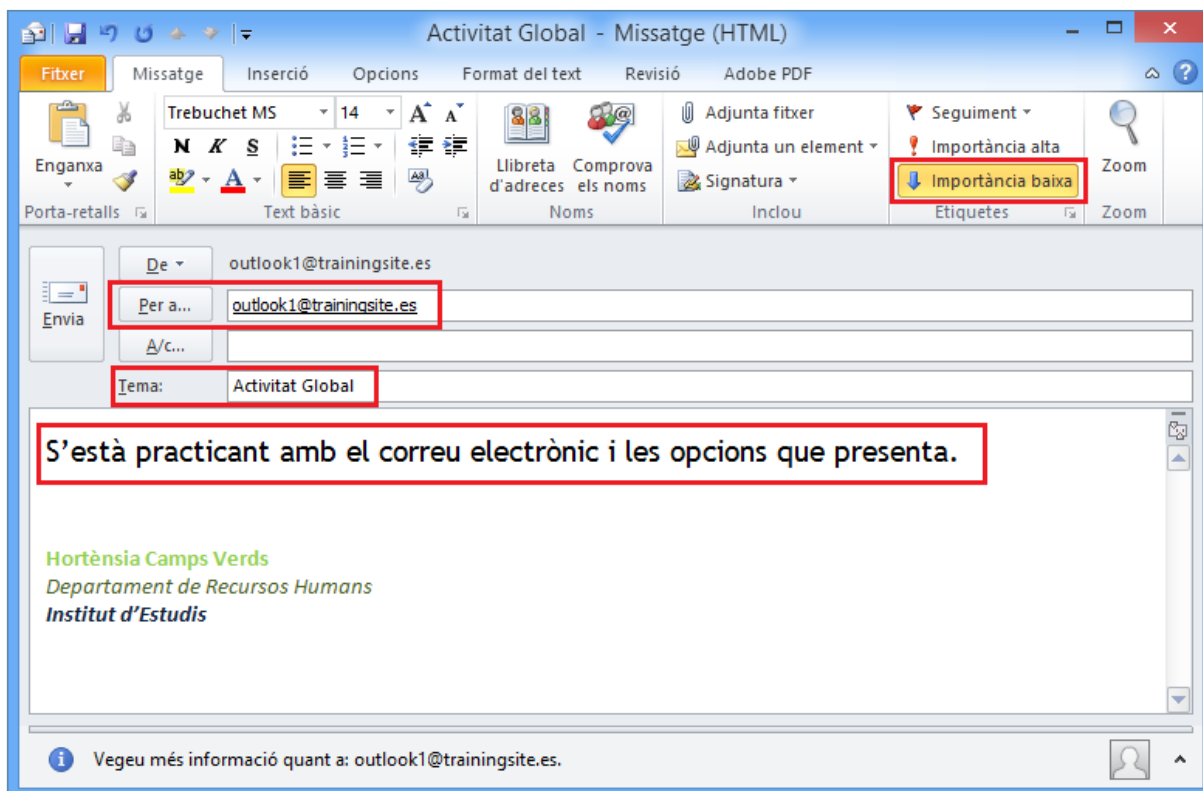 Activitat Global - Missatge (HTML)
Fitxer Missatge Inserció Opcions Format del text Revisió Adobe PDF
Enganxa
Porta-retalls
Trebuchet MS 14
N K S
Text bàsic
Llibreta d'adreces
Comprova els noms
Noms
Adjunta fitxer
Adjunta un element
Signatura
Inclou
Seguiment
Importància alta
Importància baixa
Etiquetes
Zoom
Zoom
Envia
De outlook1@trainingsite.es
Per a... outlook1@trainingsite.es
A/c...
Tema: Activitat Global
S'està practicant amb el correu electrònic i les opcions que presenta.
Hortènsia Camps Verds
Departament de Recursos Humans
Institut d'Estudis
Vegeu més informació quant a: outlook1@trainingsite.es.